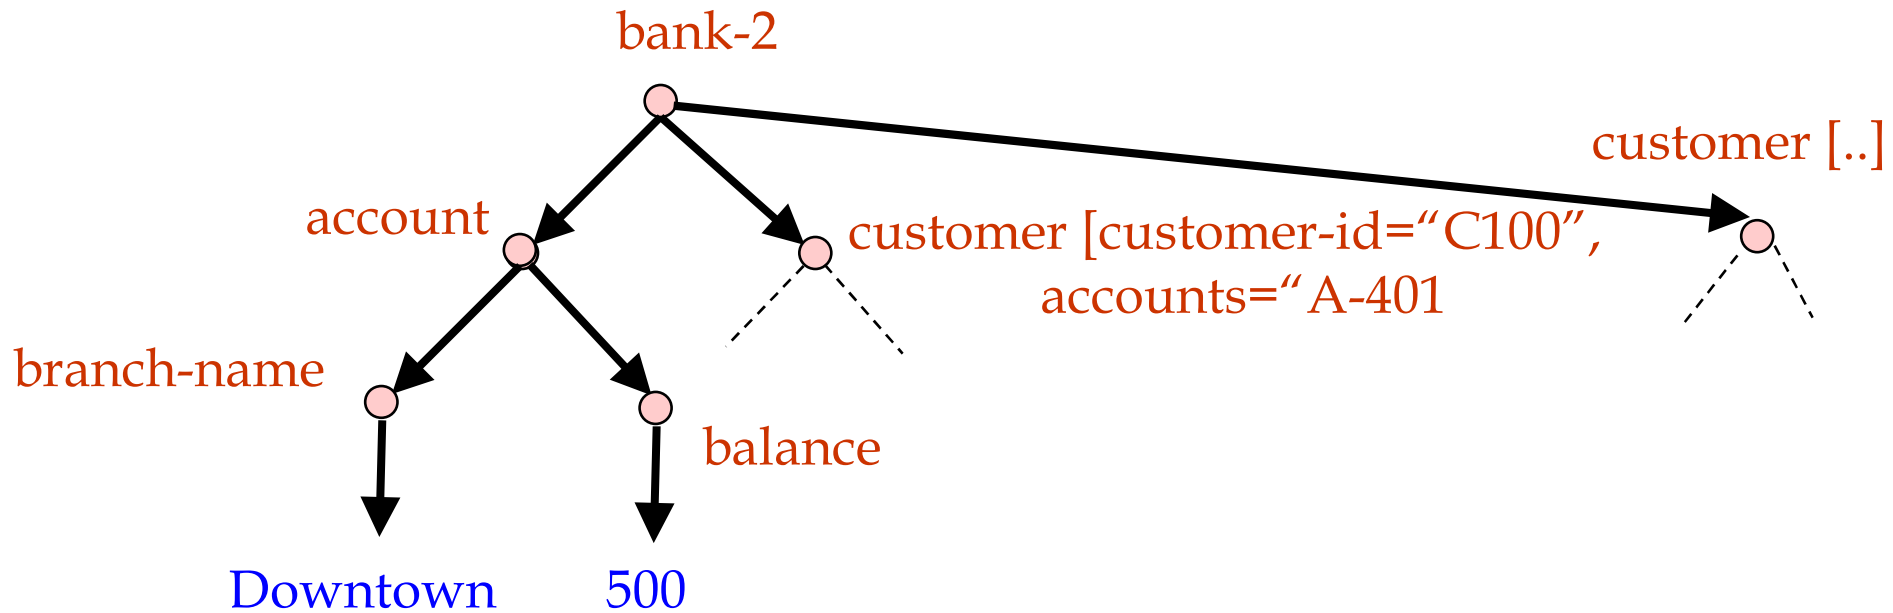 bank-2
customer [..]
account
customer [customer-id=“C100”,
accounts=“A-401
branch-name
balance
Downtown
500